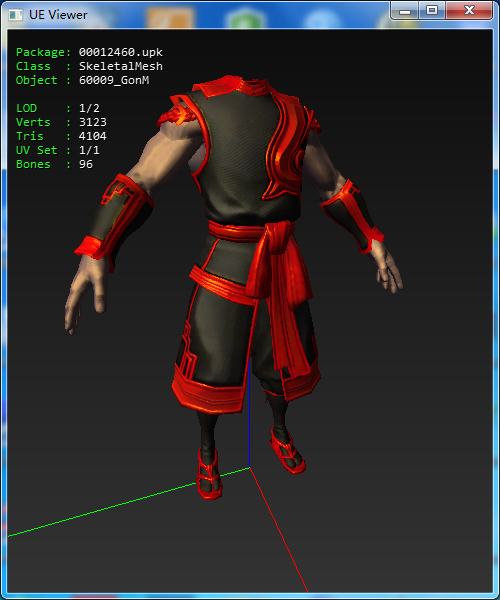 UE Viewer
Package: 00012460.upk
Class : SkeletalMesh
Object : 60009_GonM
LOD : 1/2
Verts : 3123
Tris : 4104
UV Set : 1/1
Bones : 96